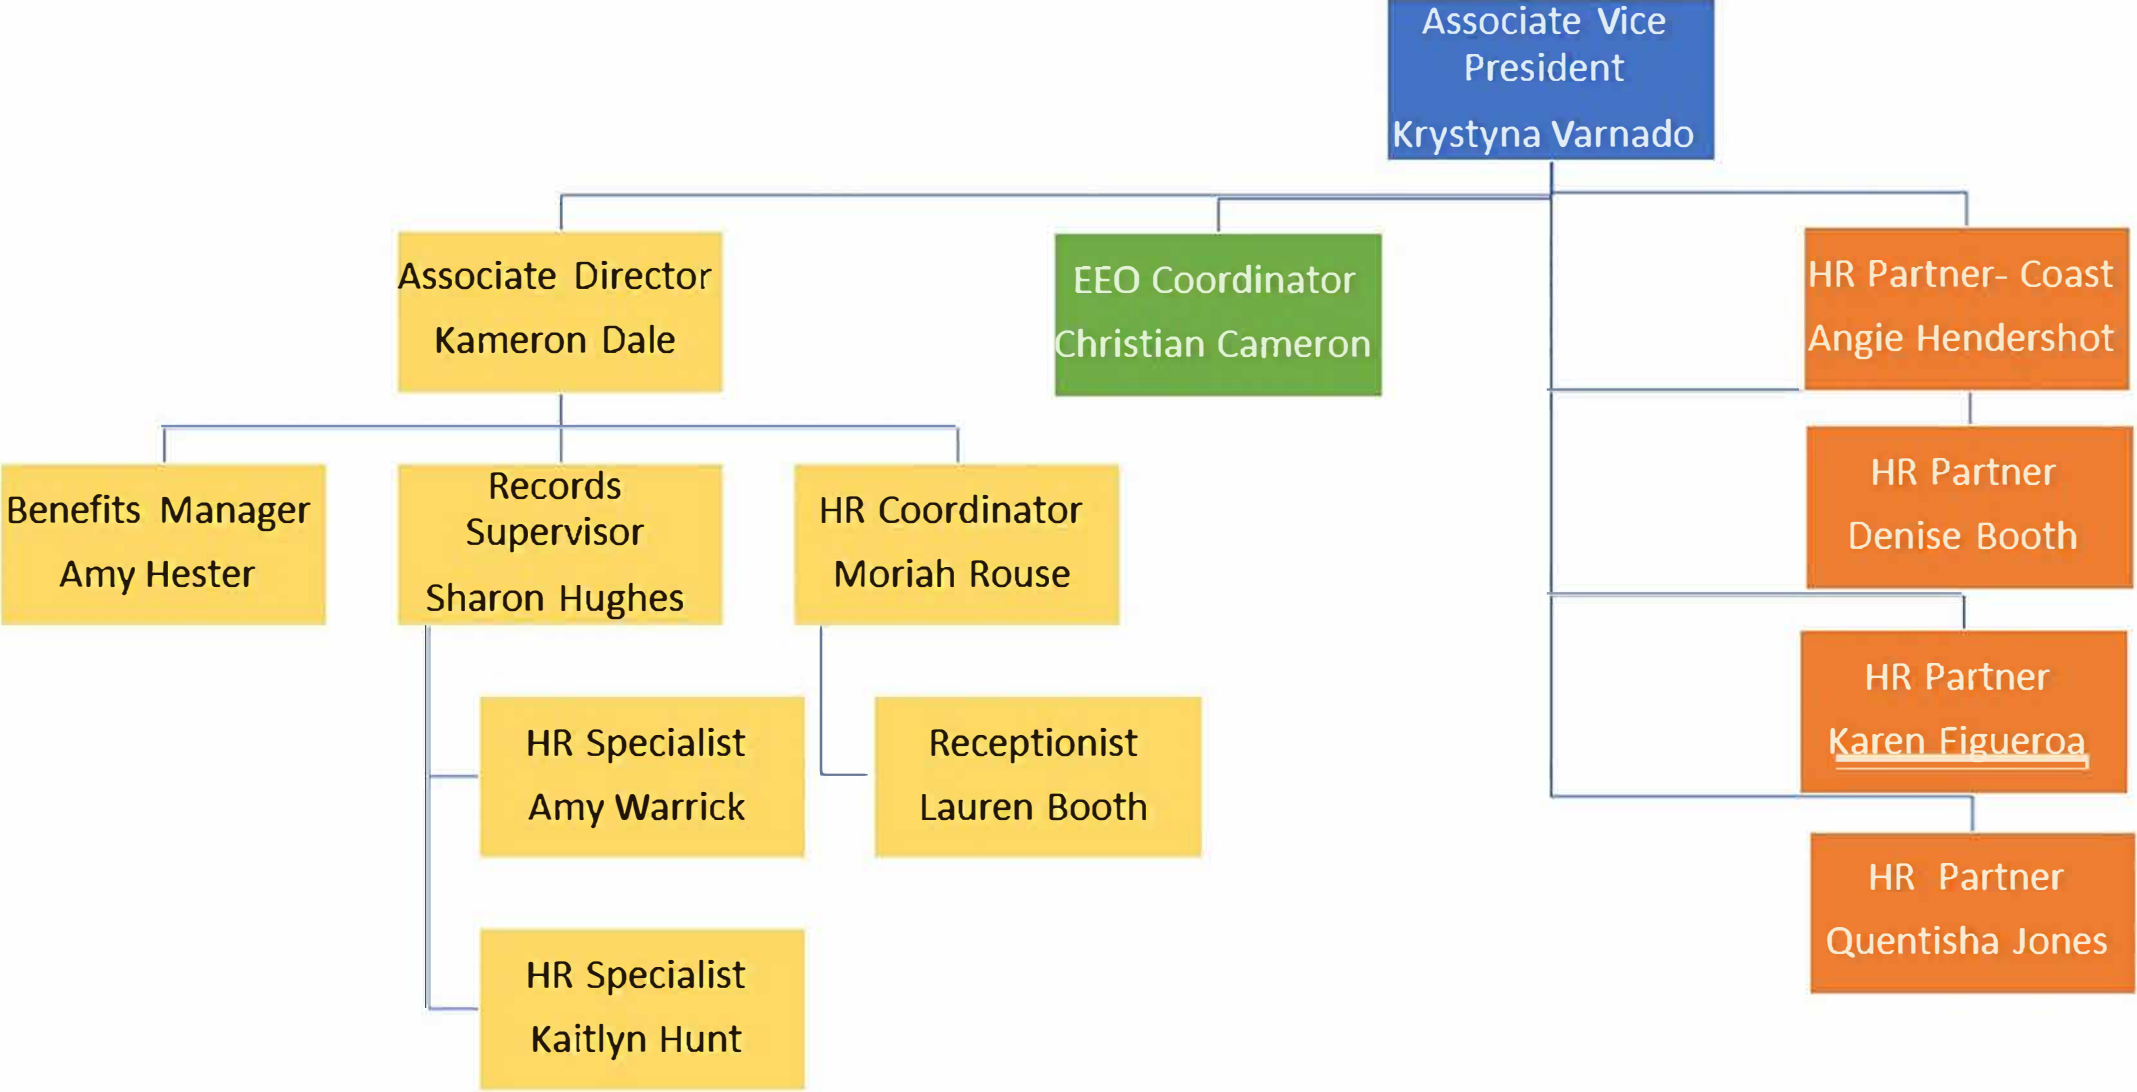 Associate Vice
President
Krystyna Varnado
Associate Director
Kameron Dale
EEO Coordinator
Christian Cameron
HR Partner- Coast
Angie Hendershot
Benefits Manager
Amy Hester
Records
Supervisor
Sharon Hughes
HR Coordinator
Moriah Rouse
HR Partner
Denise Booth
HR Specialist
Amy Warrick
Receptionist
Lauren Booth
HR Partner
Karen Figueroa
HR Specialist
Kaitlyn Hunt
HR Partner
Quentisha Jones